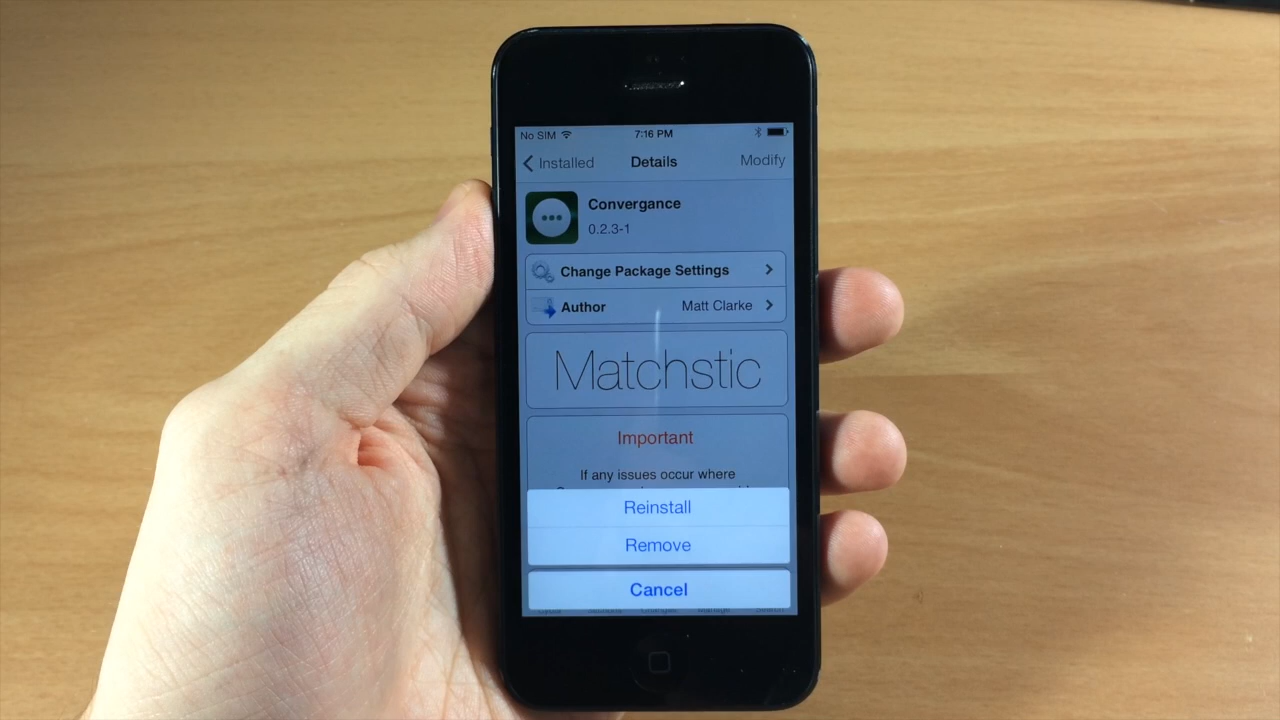 No SIM 7:16 PM
Installed Details Modify
Convergance
0.2.3-1
Change Package Settings
Author Matt Clarke
Matchstic
Important
If any issues occur where
Reinstall
Remove
Cancel